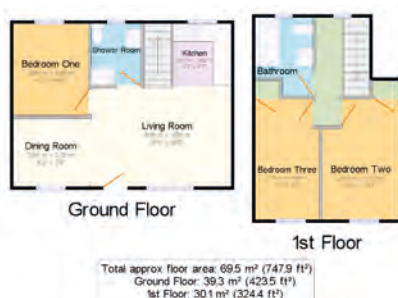 Bedroom One
Shower Room
Kitchen
Living Room
Dining Room
Ground Floor
Bathroom
Bedroom Three
Bedroom Two
1st Floor
Total approx floor area: 69.5 m² (747.9 ft²)
Ground Floor: 39.3 m² (423.5 ft²)
1st Floor: 30.1 m² (324.4 ft²)